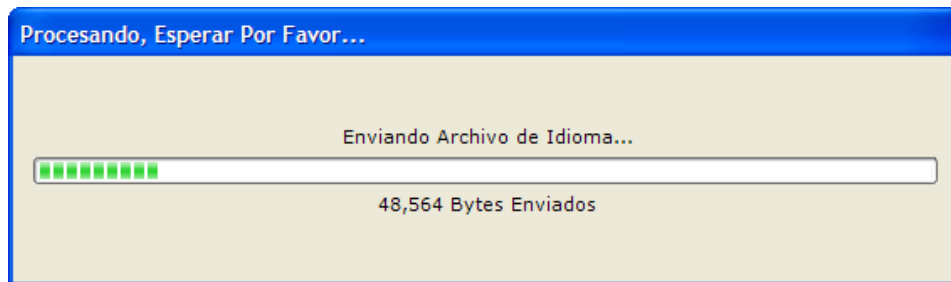 Procesando, Esperar Por Favor...
Enviando Archivo de Idioma...
48,564 Bytes Enviados